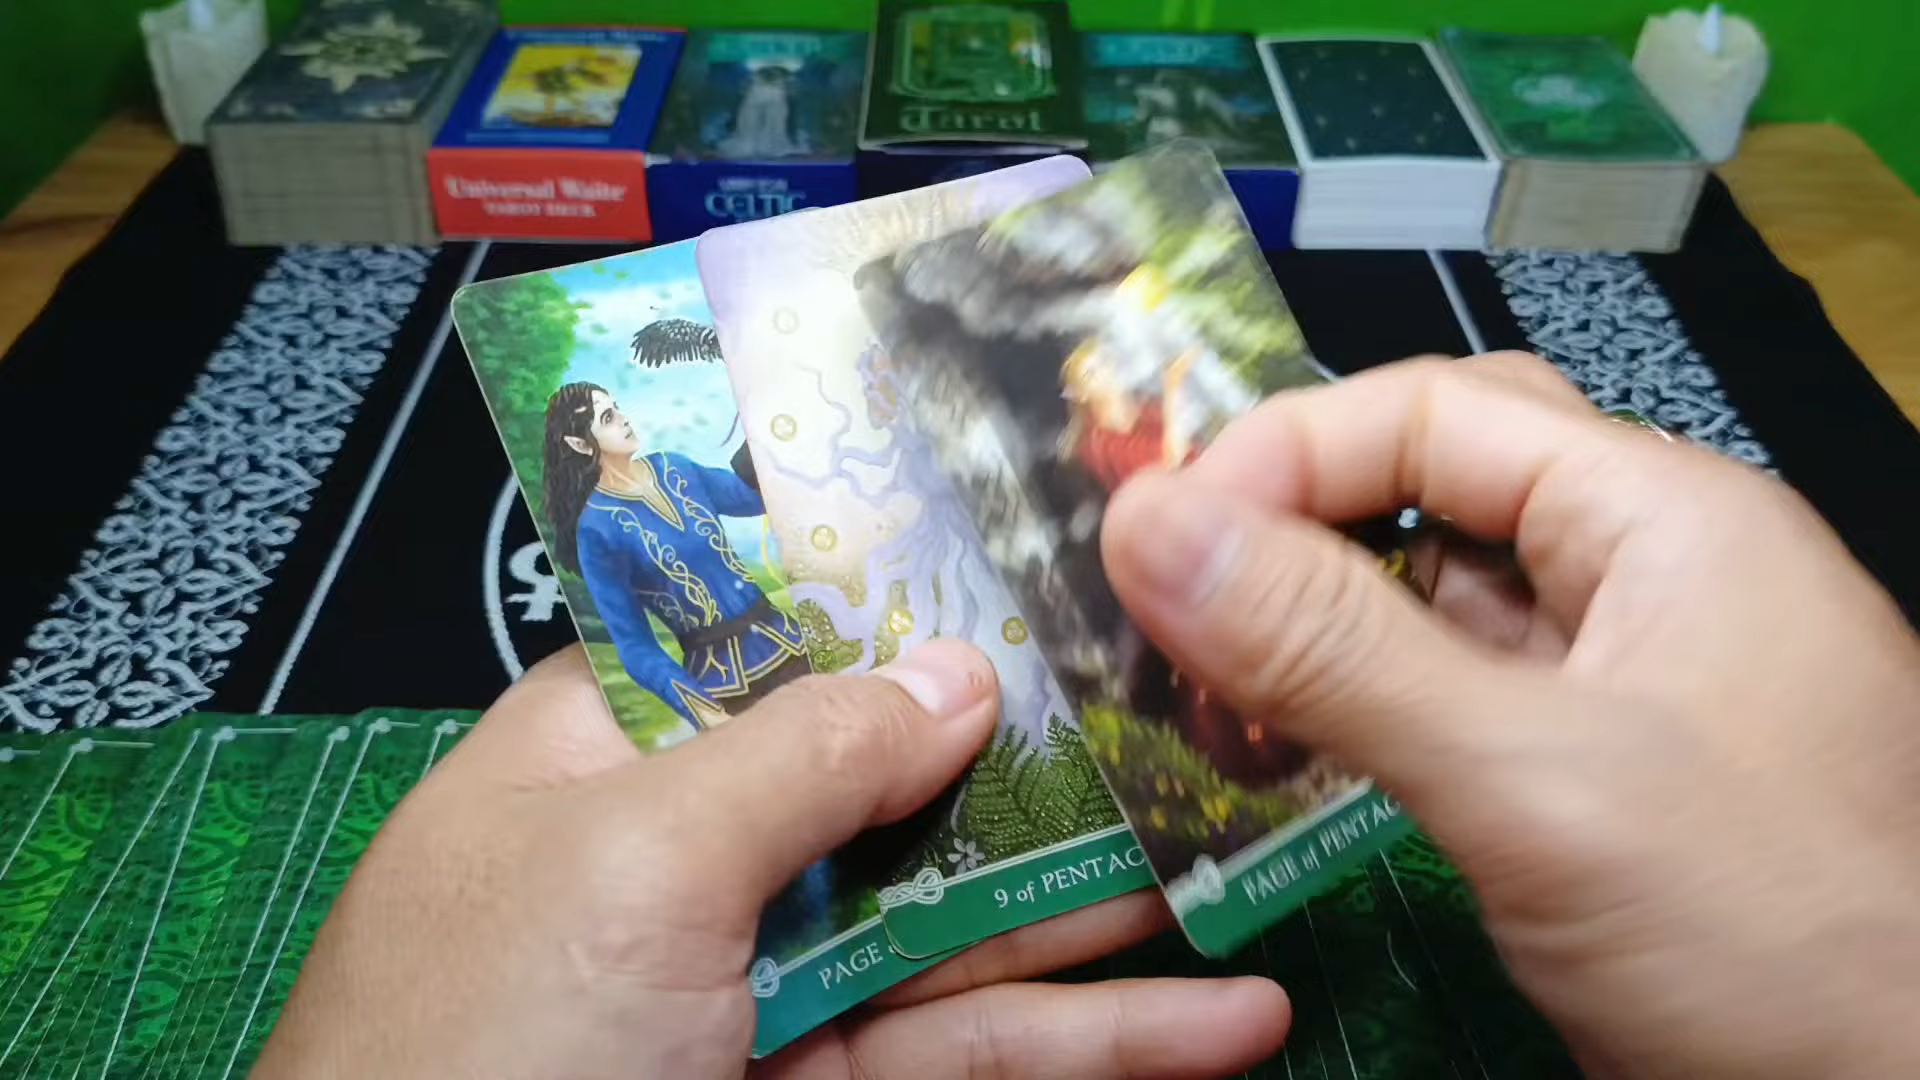 tarot
Universal Waite
TAROT DECK
CELTIC
PAGE
9 of PENTAC
PAGE of PENTAC